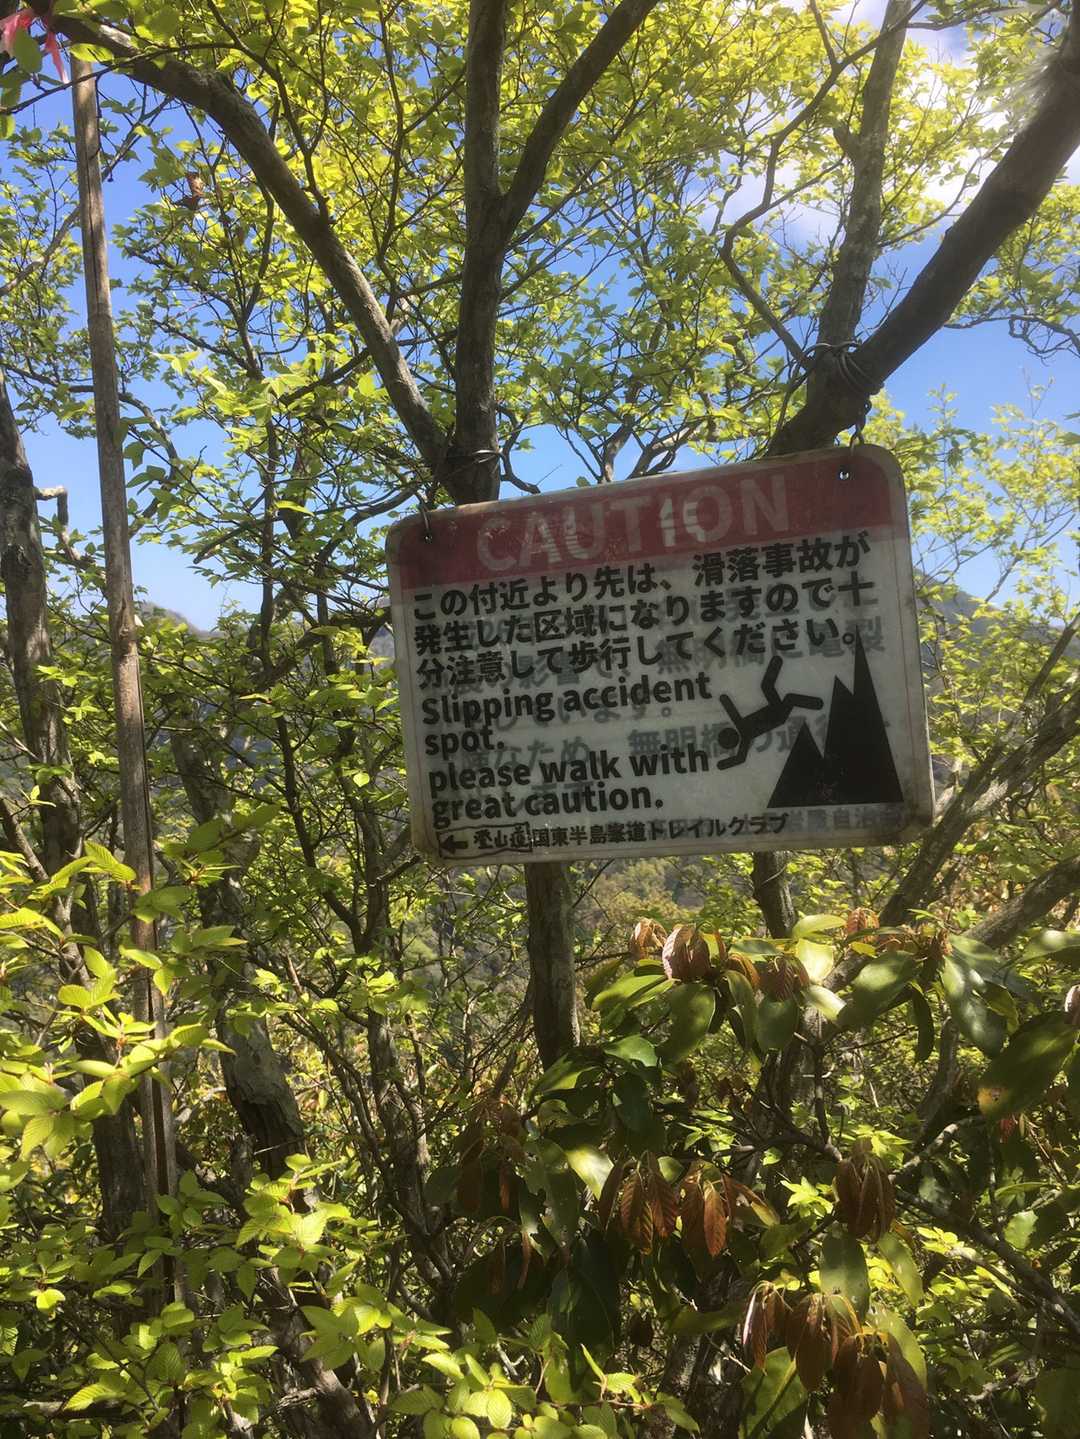 CAUTION
この付近より先は、滑落事故が
発生した区域になりますので十
分注意して歩行してください。
Slipping accident
spot.
please walk with
great caution.
登山道 国東半島峯道トレイルクラブ